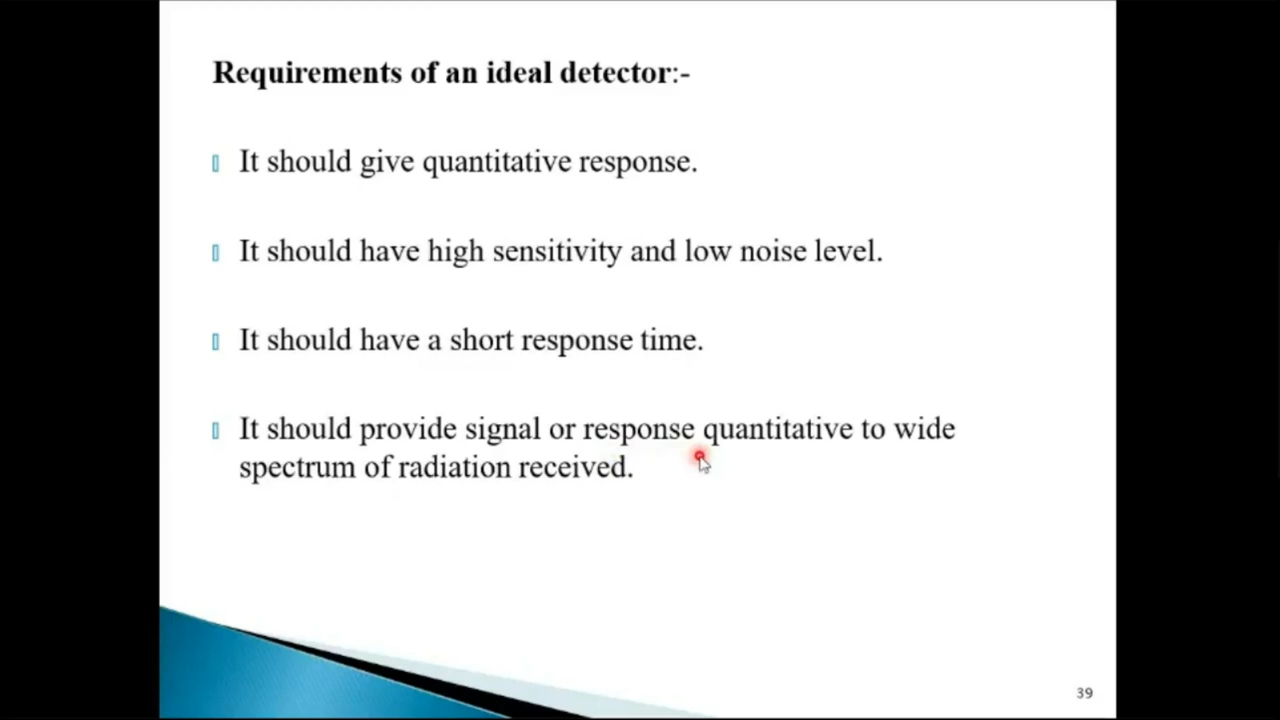 Requirements of an ideal detector:-
It should give quantitative response.
It should have high sensitivity and low noise level.
It should have a short response time.
It should provide signal or response quantitative to wide
spectrum of radiation received.
39